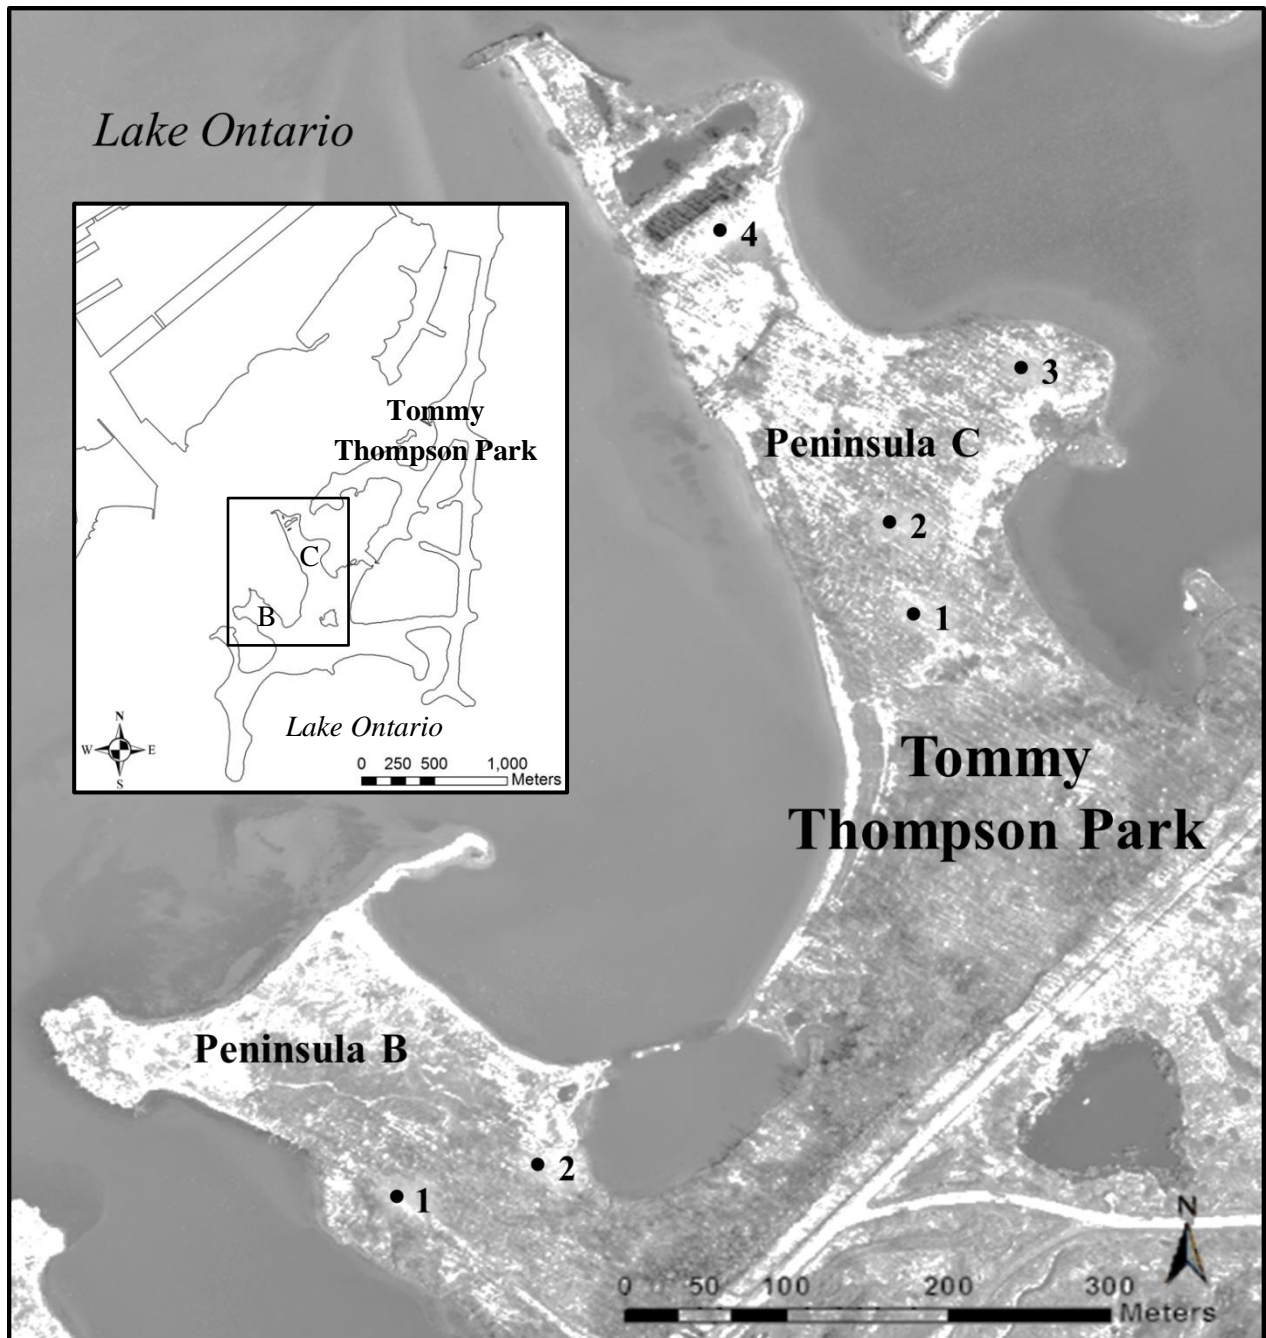 Lake Ontario
4
3
Peninsula C
2
1
Tommy
Thompson Park
C
B
N
W E
S
Lake Ontario
0 250 500 1,000
Meters
Tommy
Thompson Park
Peninsula B
2
1
N
0 50 100 200 300
Meters